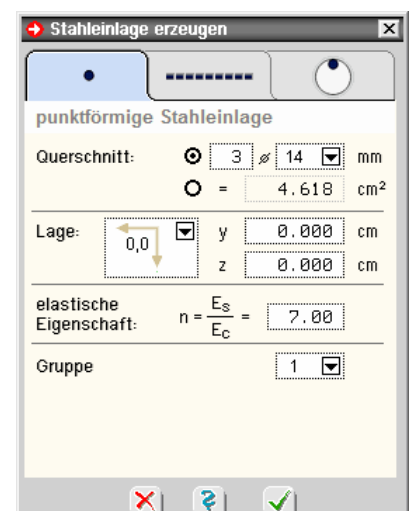 Stahleinlage erzeugen
punktförmige Stahleinlage
Querschnitt: 3 ⌀ 14 mm
= 4.618 cm²
Lage: 0,0 y 0.000 cm
z 0.000 cm
elastische
Eigenschaft: n = Es/Ec = 7.00
Gruppe 1